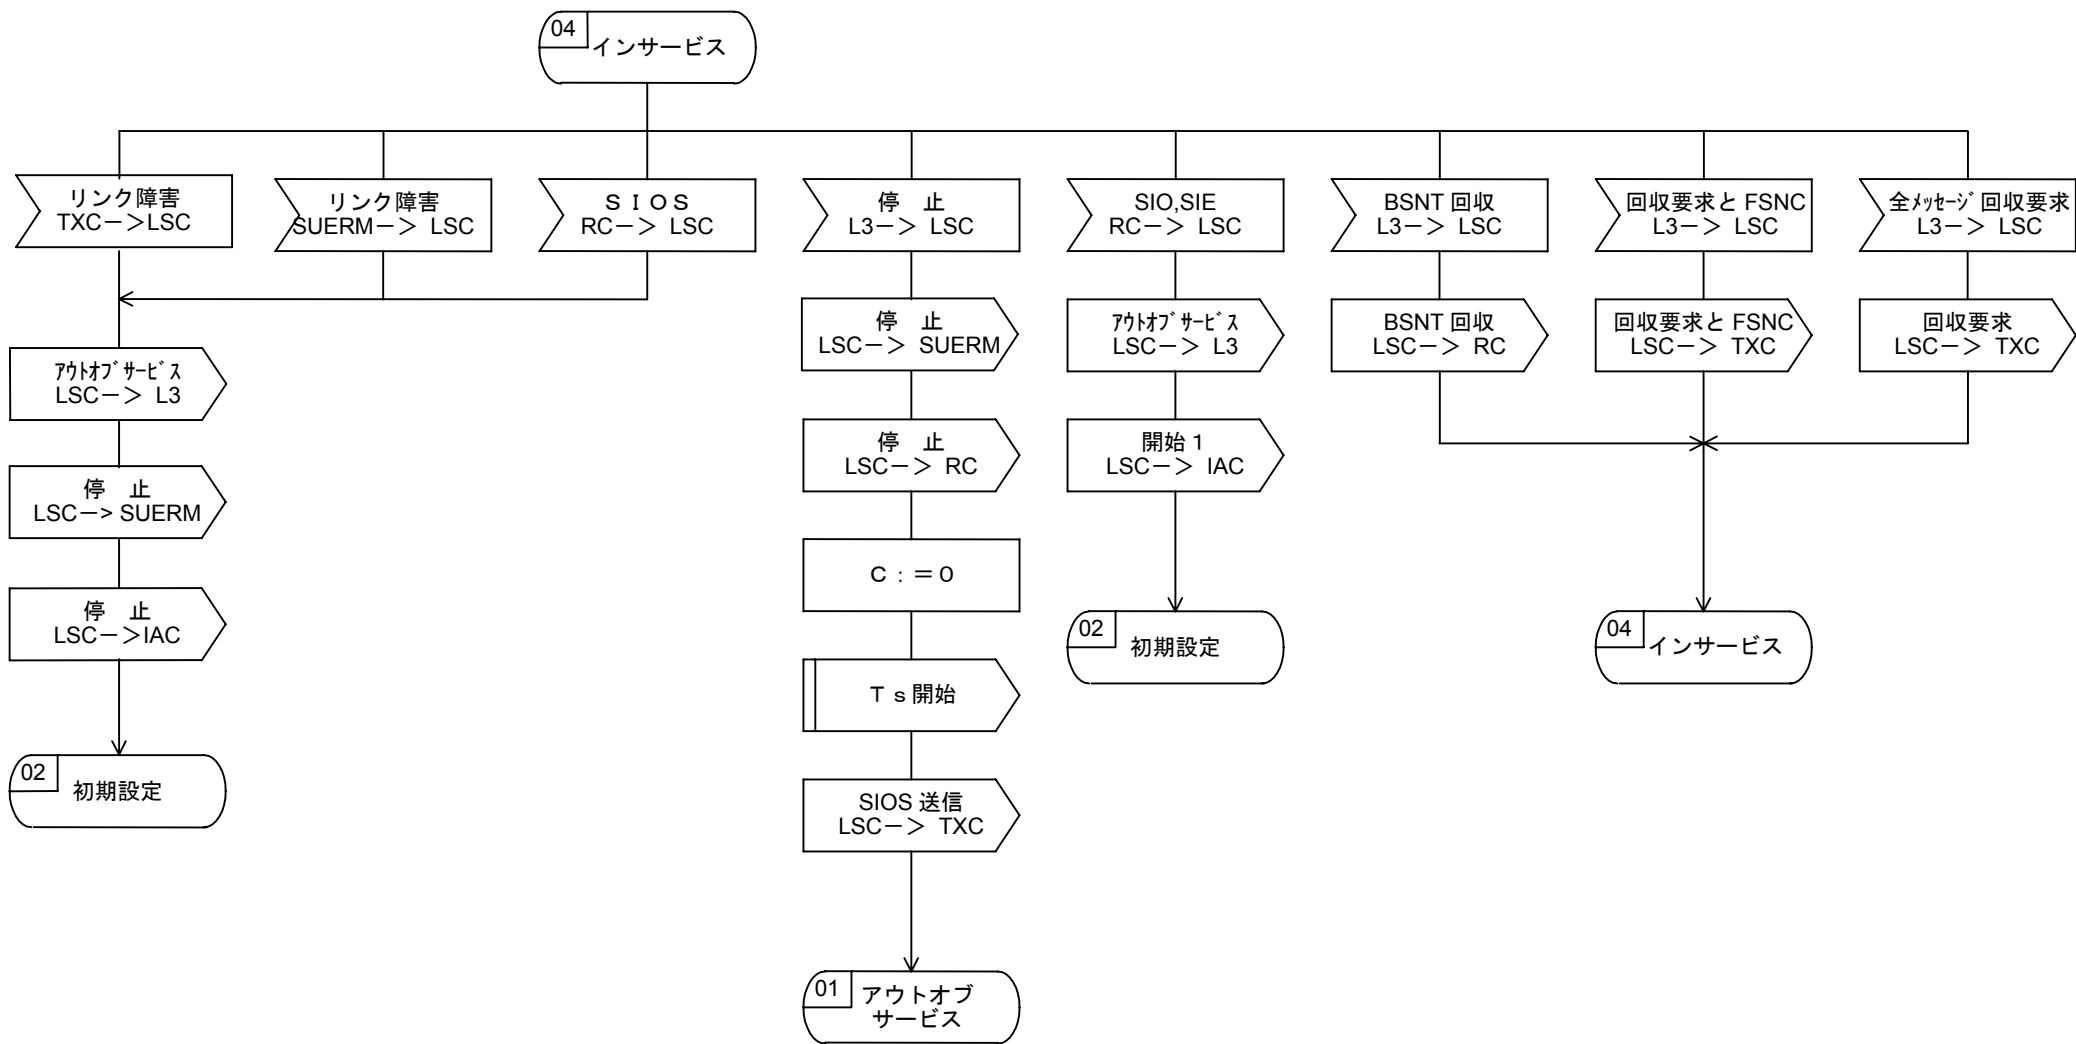 04
インサービス
リンク障害
TXC－>LSC
リンク障害
SUERM－> LSC
ＳＩＯＳ
RC－> LSC
停　止
L3－> LSC
SIO,SIE
RC－> LSC
BSNT 回収
L3－> LSC
回収要求と FSNC
L3－> LSC
全ﾒｯｾｰｼﾞ回収要求
L3－> LSC
ｱｳﾄｵﾌﾞｻｰﾋﾞｽ
LSC－> L3
停　止
LSC－> SUERM
停　止
LSC－>IAC
02
初期設定
停　止
LSC－> SUERM
停　止
LSC－> RC
Ｃ：＝０
Ｔｓ開始
SIOS 送信
LSC－> TXC
01
アウトオブ
サービス
ｱｳﾄｵﾌﾞｻｰﾋﾞｽ
LSC－> L3
開始１
LSC－> IAC
02
初期設定
BSNT 回収
LSC－> RC
回収要求と FSNC
LSC－> TXC
回収要求
LSC－> TXC
04
インサービス